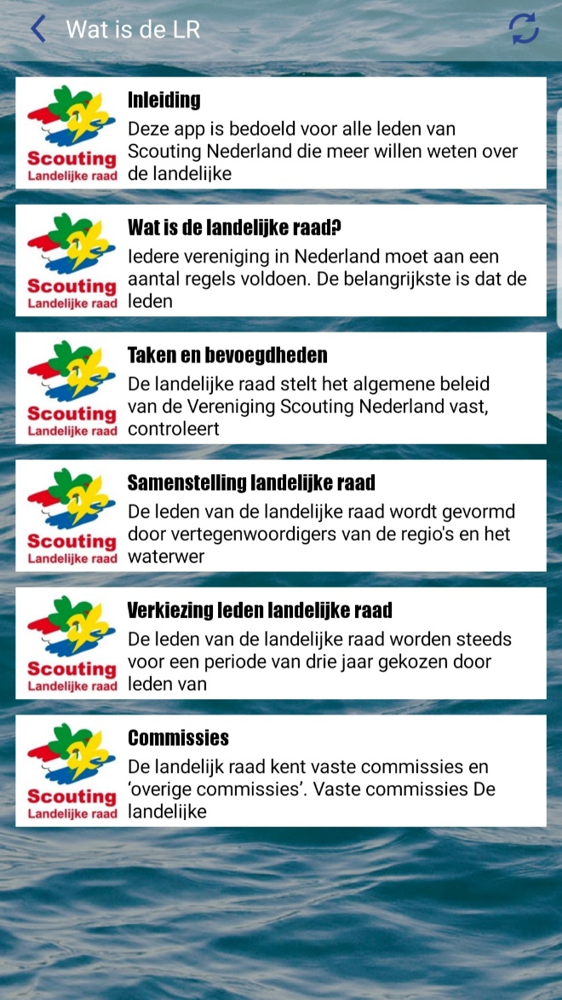 Wat is de LR
Scouting
Landelijke raad
Inleiding
Deze app is bedoeld voor alle leden van
Scouting Nederland die meer willen weten over
de landelijke
Scouting
Landelijke raad
Wat is de landelijke raad?
Iedere vereniging in Nederland moet aan een
aantal regels voldoen. De belangrijkste is dat de
leden
Scouting
Landelijke raad
Taken en bevoegdheden
De landelijke raad stelt het algemene beleid
van de Vereniging Scouting Nederland vast,
controleert
Scouting
Landelijke raad
Samenstelling landelijke raad
De leden van de landelijke raad wordt gevormd
door vertegenwoordigers van de regio's en het
waterwer
Scouting
Landelijke raad
Verkiezing leden landelijke raad
De leden van de landelijke raad worden steeds
voor een periode van drie jaar gekozen door
leden van
Scouting
Landelijke raad
Commissies
De landelijk raad kent vaste commissies en
‘overige commissies’. Vaste commissies De
landelijke